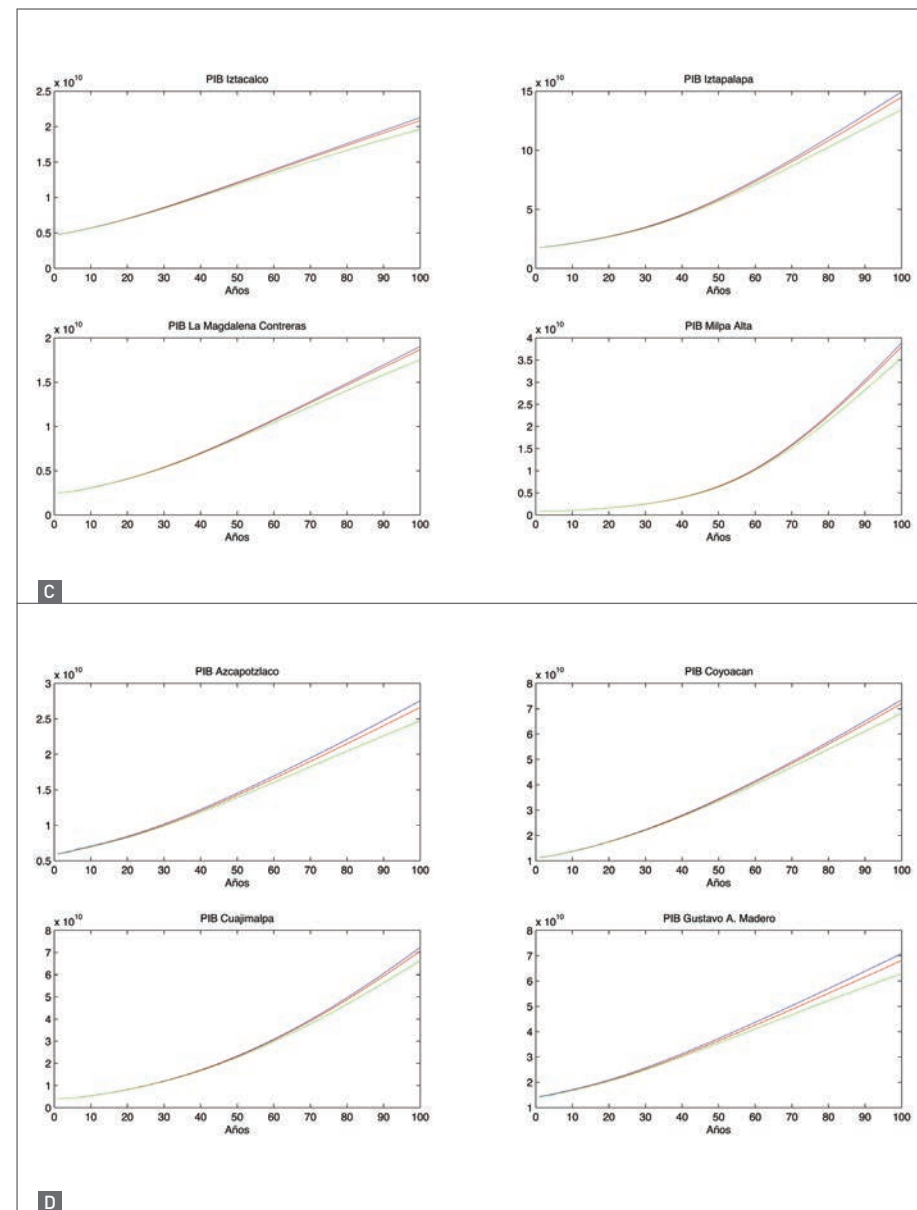 PIB Iztacalco
x 10^10
2.5
2
1.5
1
0.5
0
0 10 20 30 40 50 60 70 80 90 100
Años
PIB Iztapalapa
x 10^10
15
10
5
0
0 10 20 30 40 50 60 70 80 90 100
Años
PIB La Magdalena Contreras
x 10^10
2
1.5
1
0.5
0
0 10 20 30 40 50 60 70 80 90 100
Años
PIB Milpa Alta
x 10^10
4
3.5
3
2.5
2
1.5
1
0.5
0
0 10 20 30 40 50 60 70 80 90 100
Años
C
PIB Azcapotzlaco
x 10^10
3
2.5
2
1.5
1
0.5
0 10 20 30 40 50 60 70 80 90 100
Años
PIB Coyoacan
x 10^10
8
7
6
5
4
3
2
1
0 10 20 30 40 50 60 70 80 90 100
Años
PIB Cuajimalpa
x 10^10
8
7
6
5
4
3
2
1
0
0 10 20 30 40 50 60 70 80 90 100
Años
PIB Gustavo A. Madero
x 10^10
8
7
6
5
4
3
2
1
0 10 20 30 40 50 60 70 80 90 100
Años
D